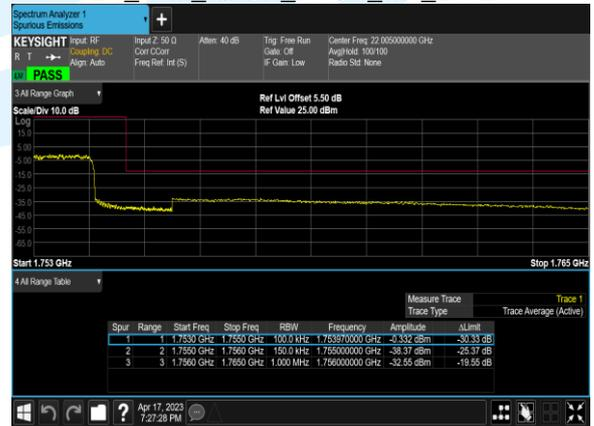 Spectrum Analyzer 1
Spurious Emissions
+
KEYSIGHT Input: RF Input Z: 50 Ω Atten: 40 dB Trig: Free Run Center Freq: 22.005000000 GHz
R T Coupling: DC Corr CCorr Gate: Off Avg|Hold: 100/100
Align: Auto Freq Ref: Int (S) IF Gain: Low Radio Std: None
PASS
3 All Range Graph
Ref Lvl Offset 5.50 dB
Scale/Div 10.0 dB Ref Value 25.00 dBm
Log
15.0
5.00
-5.00
-15.0
-25.0
-35.0
-45.0
-55.0
-65.0
Start 1.753 GHz Stop 1.765 GHz
4 All Range Table
Measure Trace Trace 1
Trace Type Trace Average (Active)
Spur Range Start Freq Stop Freq RBW Frequency Amplitude ΔLimit
1 1 1.7530 GHz 1.7550 GHz 100.0 kHz 1.753970000 GHz -0.332 dBm -30.33 dB
2 2 1.7550 GHz 1.7560 GHz 150.0 kHz 1.755000000 GHz -38.37 dBm -25.37 dB
3 3 1.7560 GHz 1.7650 GHz 1.000 MHz 1.756000000 GHz -32.55 dBm -19.55 dB
? Apr 17, 2023
7:27:28 PM